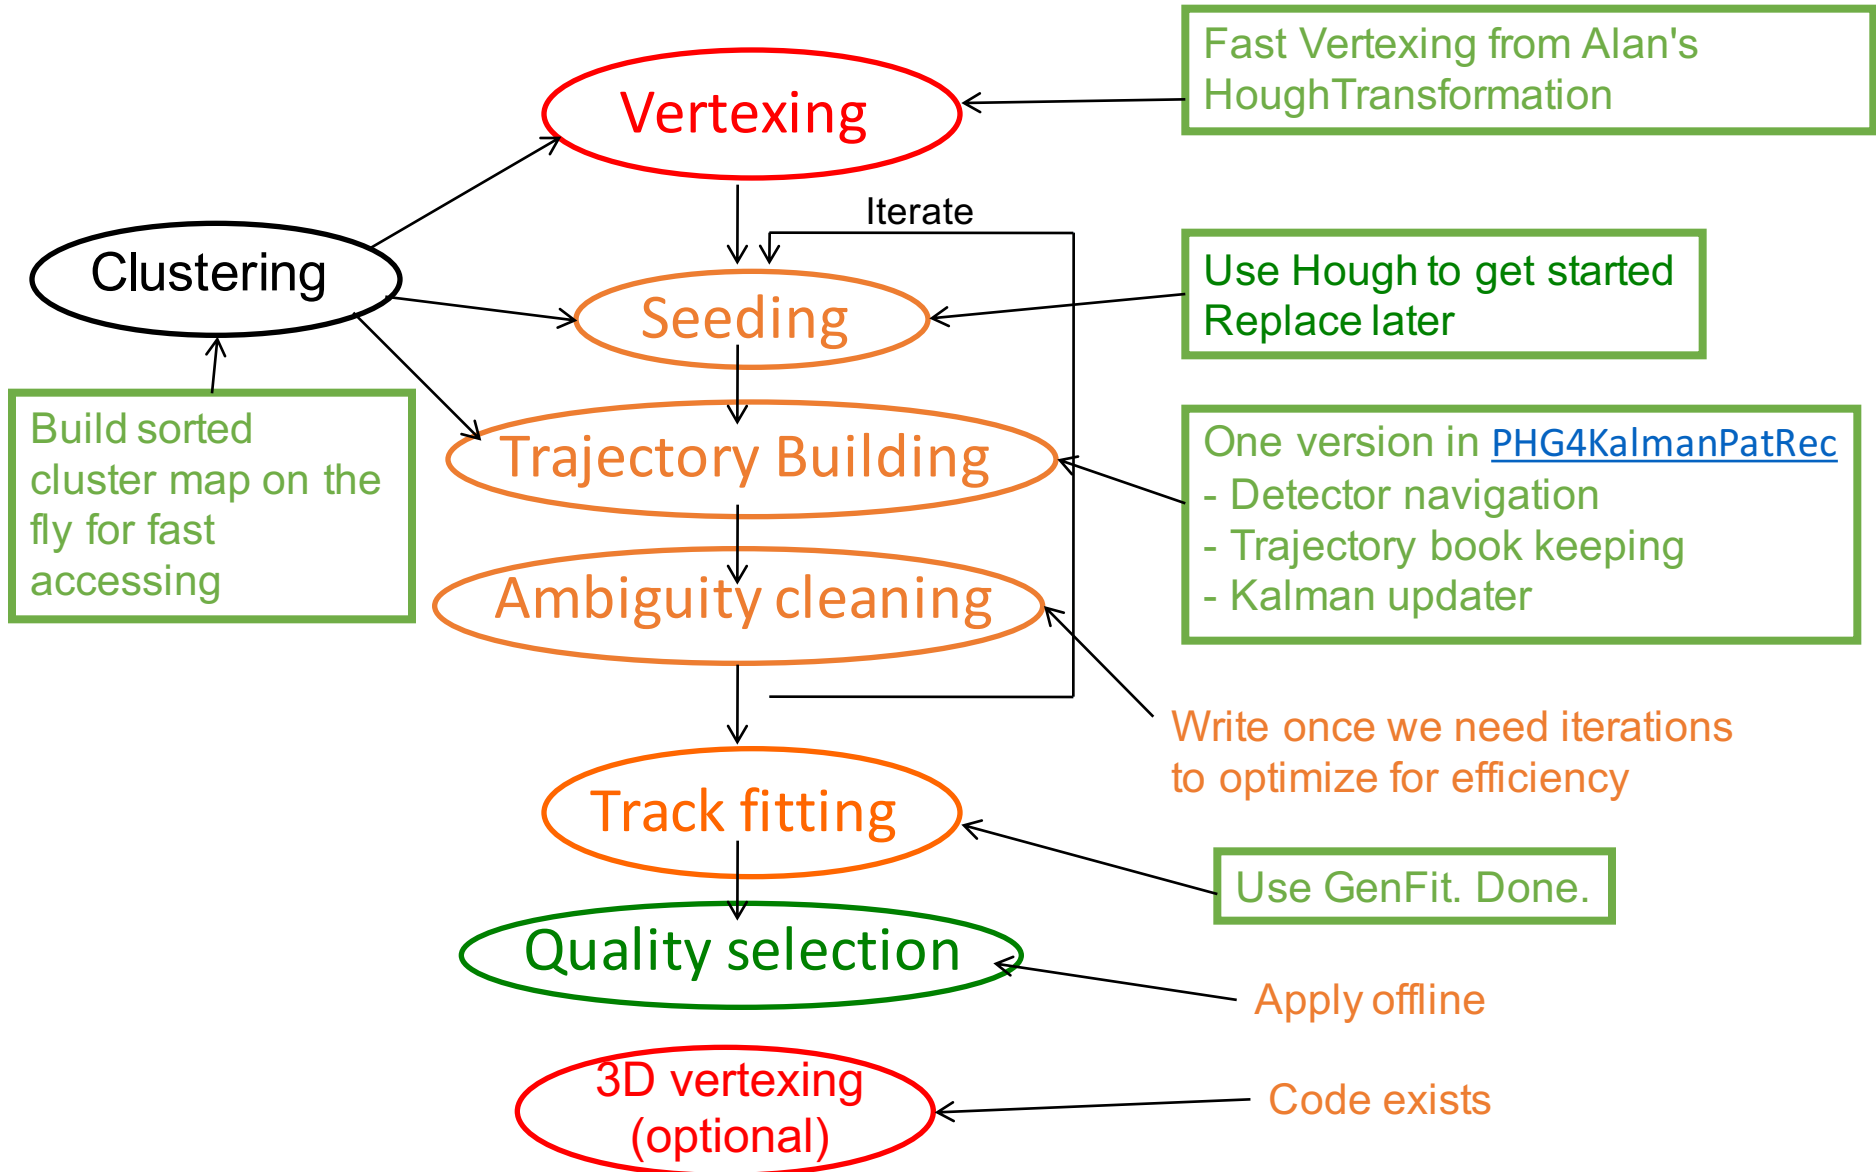 Fast Vertexing from Alan's
HoughTransformation
Vertexing
Iterate
Clustering
Use Hough to get started
Replace later
Seeding
Build sorted
cluster map on the
fly for fast
accessing
Trajectory Building
One version in PHG4KalmanPatRec
- Detector navigation
- Trajectory book keeping
- Kalman updater
Ambiguity cleaning
Write once we need iterations
to optimize for efficiency
Track fitting
Use GenFit. Done.
Quality selection
Apply offline
3D vertexing
(optional)
Code exists